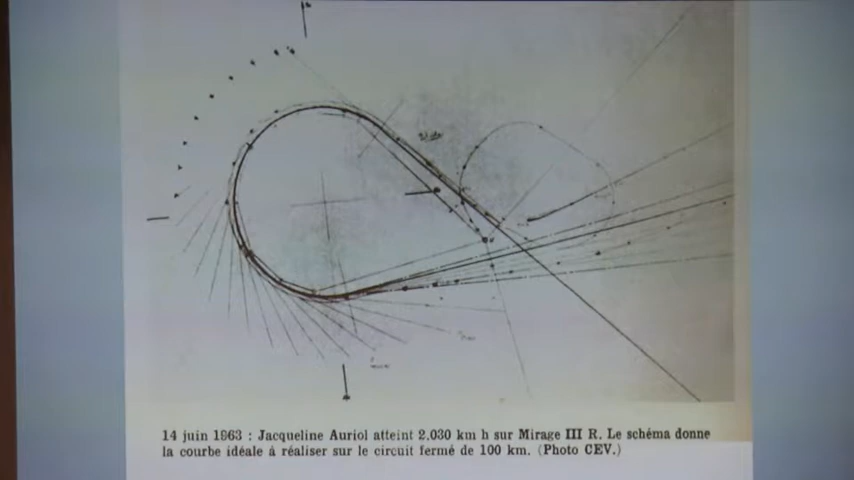 14 juin 1963 : Jacqueline Auriol atteint 2.030 km h sur Mirage III R. Le schéma donne
la courbe idéale à réaliser sur le circuit fermé de 100 km. (Photo CEV.)